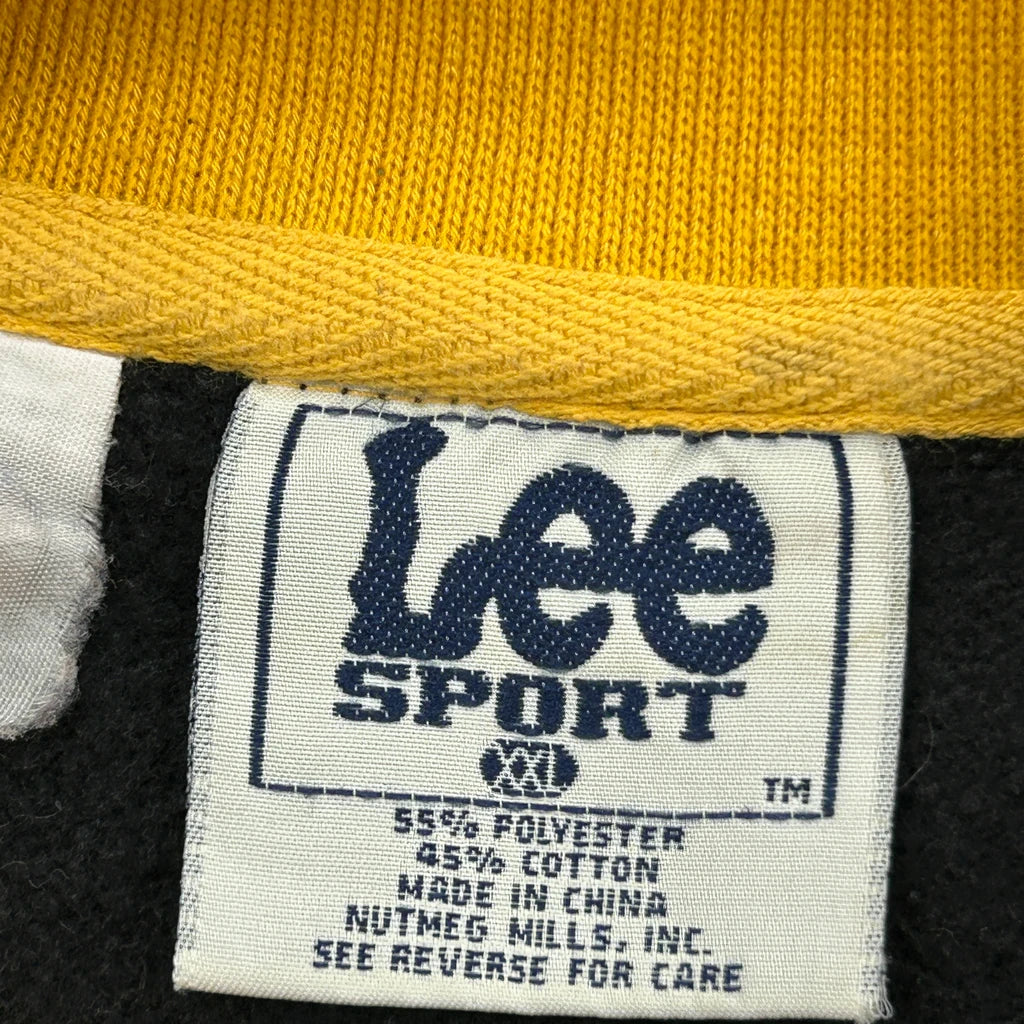 Lee
SPORT
XXL
TM
55% POLYESTER
45% COTTON
MADE IN CHINA
NUTMEG MILLS, INC.
SEE REVERSE FOR CARE